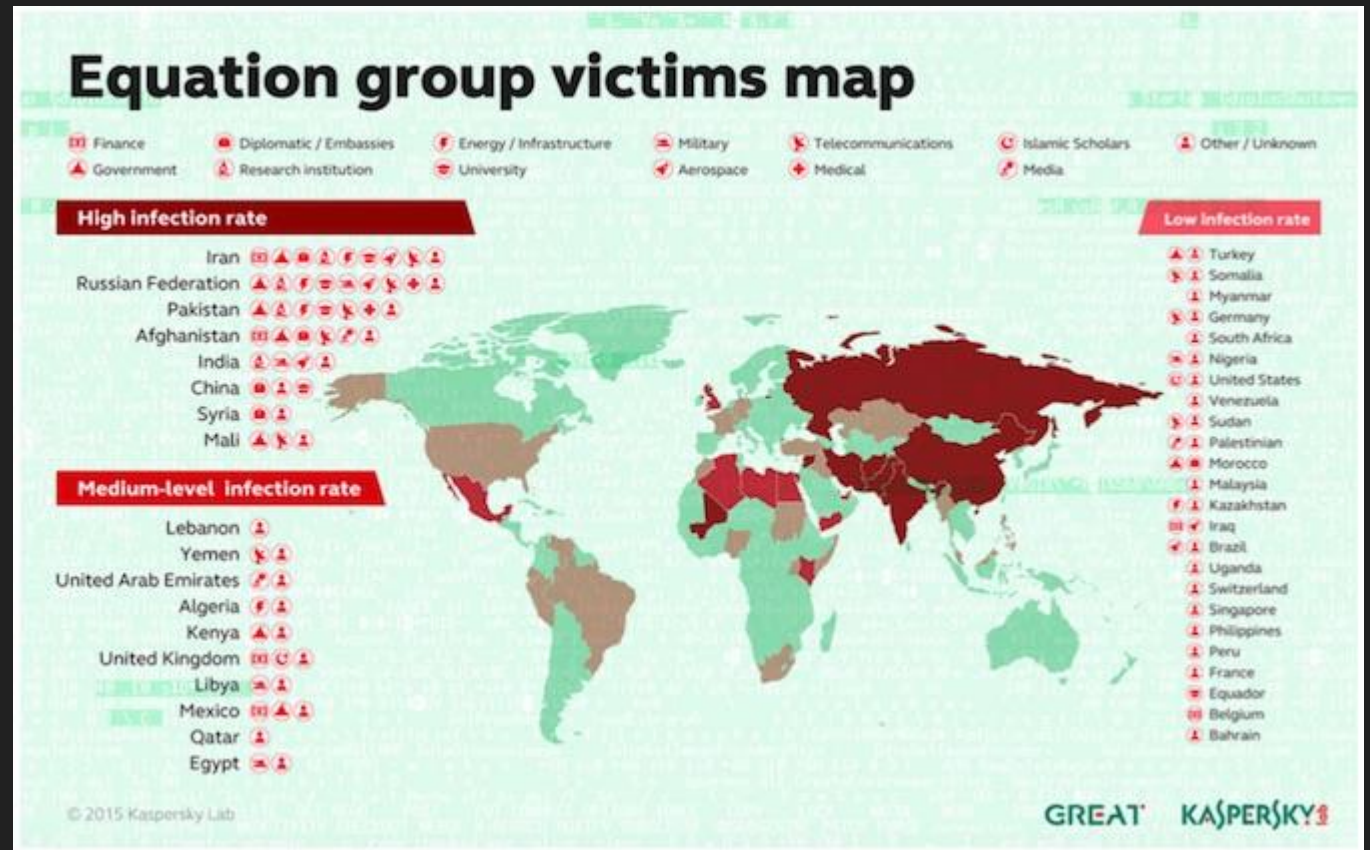 Equation group victims map
Finance Diplomatic / Embassies Energy / Infrastructure Military Telecommunications Islamic Scholars Other / Unknown
Government Research institution University Aerospace Medical Media
High infection rate
Iran
Russian Federation
Pakistan
Afghanistan
India
China
Syria
Mali
Medium-level infection rate
Lebanon
Yemen
United Arab Emirates
Algeria
Kenya
United Kingdom
Libya
Mexico
Qatar
Egypt
Low infection rate
Turkey
Somalia
Myanmar
Germany
South Africa
Nigeria
United States
Venezuela
Sudan
Palestinian
Morocco
Malaysia
Kazakhstan
Iraq
Brazil
Uganda
Switzerland
Singapore
Philippines
Peru
France
Equador
Belgium
Bahrain
© 2015 Kaspersky Lab
GREAT KASPERSKY LAB